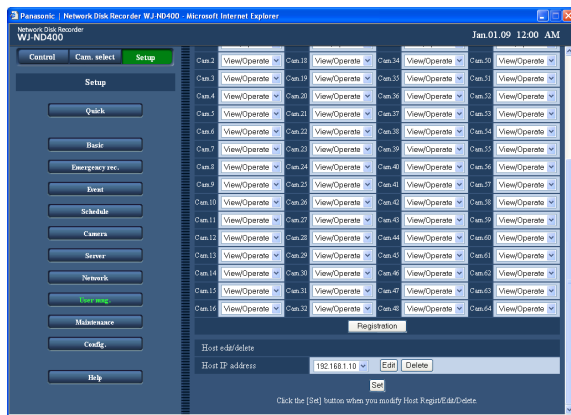 Panasonic | Network Disk Recorder WJ-ND400 - Microsoft Internet Explorer
Network Disk Recorder
WJ-ND400
Jan.01.09 12:00 AM
Control Cam. select Setup
Setup
Quick
Basic
Emergency rec.
Event
Schedule
Camera
Server
Network
User mng.
Maintenance
Config.
Help
Cam.2 View/Operate Cam.18 View/Operate Cam.34 View/Operate Cam.50 View/Operate
Cam.3 View/Operate Cam.19 View/Operate Cam.35 View/Operate Cam.51 View/Operate
Cam.4 View/Operate Cam.20 View/Operate Cam.36 View/Operate Cam.52 View/Operate
Cam.5 View/Operate Cam.21 View/Operate Cam.37 View/Operate Cam.53 View/Operate
Cam.6 View/Operate Cam.22 View/Operate Cam.38 View/Operate Cam.54 View/Operate
Cam.7 View/Operate Cam.23 View/Operate Cam.39 View/Operate Cam.55 View/Operate
Cam.8 View/Operate Cam.24 View/Operate Cam.40 View/Operate Cam.56 View/Operate
Cam.9 View/Operate Cam.25 View/Operate Cam.41 View/Operate Cam.57 View/Operate
Cam.10 View/Operate Cam.26 View/Operate Cam.42 View/Operate Cam.58 View/Operate
Cam.11 View/Operate Cam.27 View/Operate Cam.43 View/Operate Cam.59 View/Operate
Cam.12 View/Operate Cam.28 View/Operate Cam.44 View/Operate Cam.60 View/Operate
Cam.13 View/Operate Cam.29 View/Operate Cam.45 View/Operate Cam.61 View/Operate
Cam.14 View/Operate Cam.30 View/Operate Cam.46 View/Operate Cam.62 View/Operate
Cam.15 View/Operate Cam.31 View/Operate Cam.47 View/Operate Cam.63 View/Operate
Cam.16 View/Operate Cam.32 View/Operate Cam.48 View/Operate Cam.64 View/Operate
Registration
Host edit/delete
Host IP address 192.168.1.10 Edit Delete
Set
Click the [Set] button when you modify Host Regist/Edit/Delete.